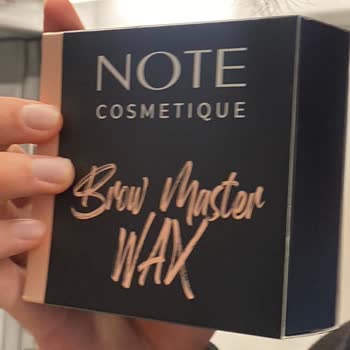 NOTE
COSMETIQUE
Brow Master
WAX